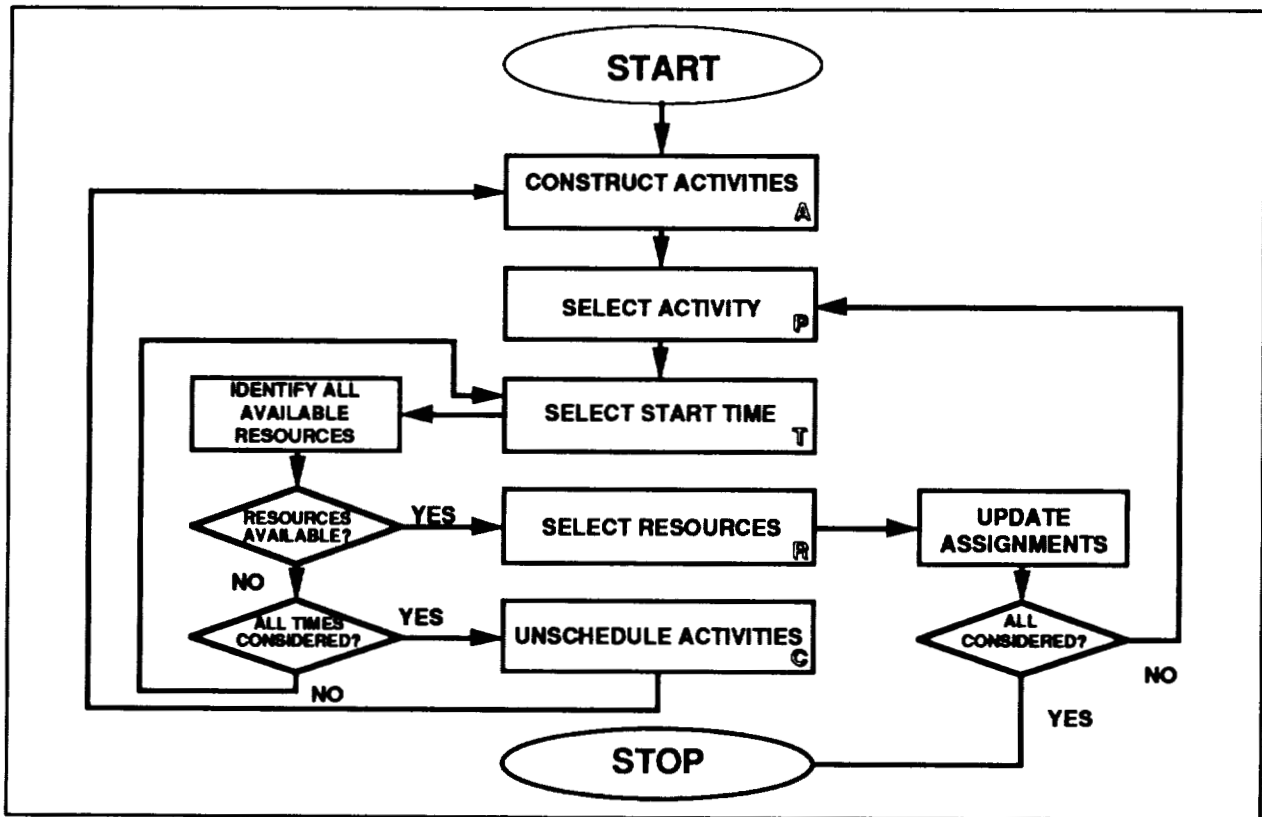 START
CONSTRUCT ACTIVITIES
A
SELECT ACTIVITY
P
IDENTIFY ALL
AVAILABLE
RESOURCES
SELECT START TIME
T
RESOURCES
AVAILABLE?
YES
SELECT RESOURCES
R
UPDATE
ASSIGNMENTS
NO
ALL TIMES
CONSIDERED?
YES
UNSCHEDULE ACTIVITIES
C
ALL
CONSIDERED?
NO
NO
YES
STOP